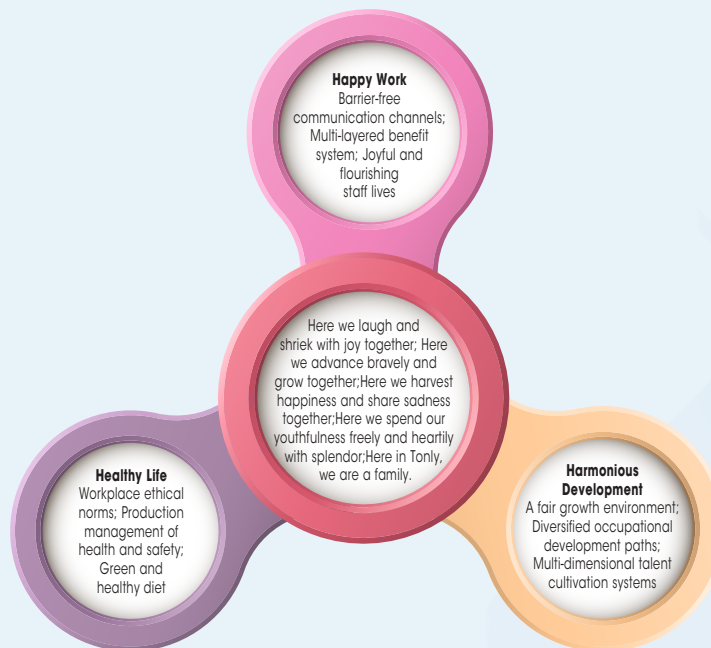 Happy Work
Barrier-free
communication channels;
Multi-layered benefit
system; Joyful and
flourishing
staff lives
Here we laugh and
shriek with joy together; Here
we advance bravely and
grow together;Here we harvest
happiness and share sadness
together;Here we spend our
youthfulness freely and heartily
with splendor;Here in Tonly,
we are a family.
Healthy Life
Workplace ethical
norms; Production
management of
health and safety;
Green and
healthy diet
Harmonious
Development
A fair growth environment;
Diversified occupational
development paths;
Multi-dimensional talent
cultivation systems